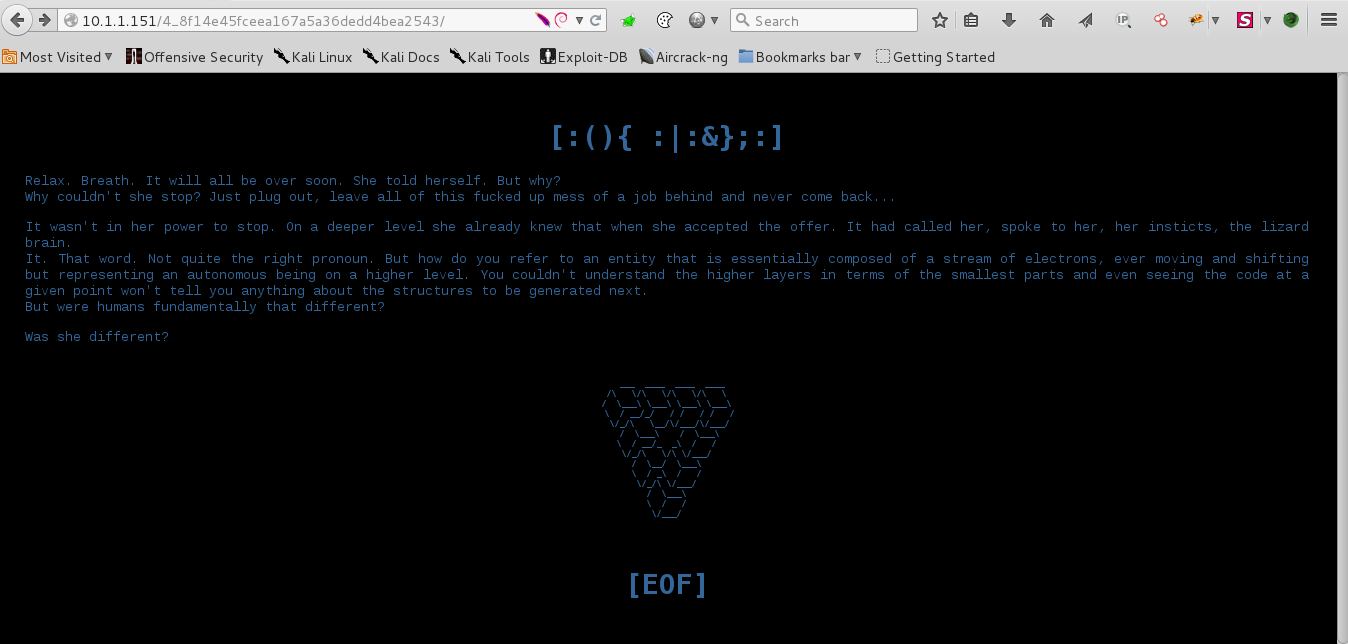 10.1.1.151/4_8f14e45fceea167a5a36dedd4bea2543/
Search
IP
S
Most Visited Offensive Security Kali Linux Kali Docs Kali Tools Exploit-DB Aircrack-ng Bookmarks bar Getting Started
[:(){ :|:&};:]
Relax. Breath. It will all be over soon. She told herself. But why?
Why couldn't she stop? Just plug out, leave all of this fucked up mess of a job behind and never come back...
It wasn't in her power to stop. On a deeper level she already knew that when she accepted the offer. It had called her, spoke to her, her insticts, the lizard
brain.
It. That word. Not quite the right pronoun. But how do you refer to an entity that is essentially composed of a stream of electrons, ever moving and shifting
but representing an autonomous being on a higher level. You couldn't understand the higher layers in terms of the smallest parts and even seeing the code at a
given point won't tell you anything about the structures to be generated next.
But were humans fundamentally that different?
Was she different?
[EOF]